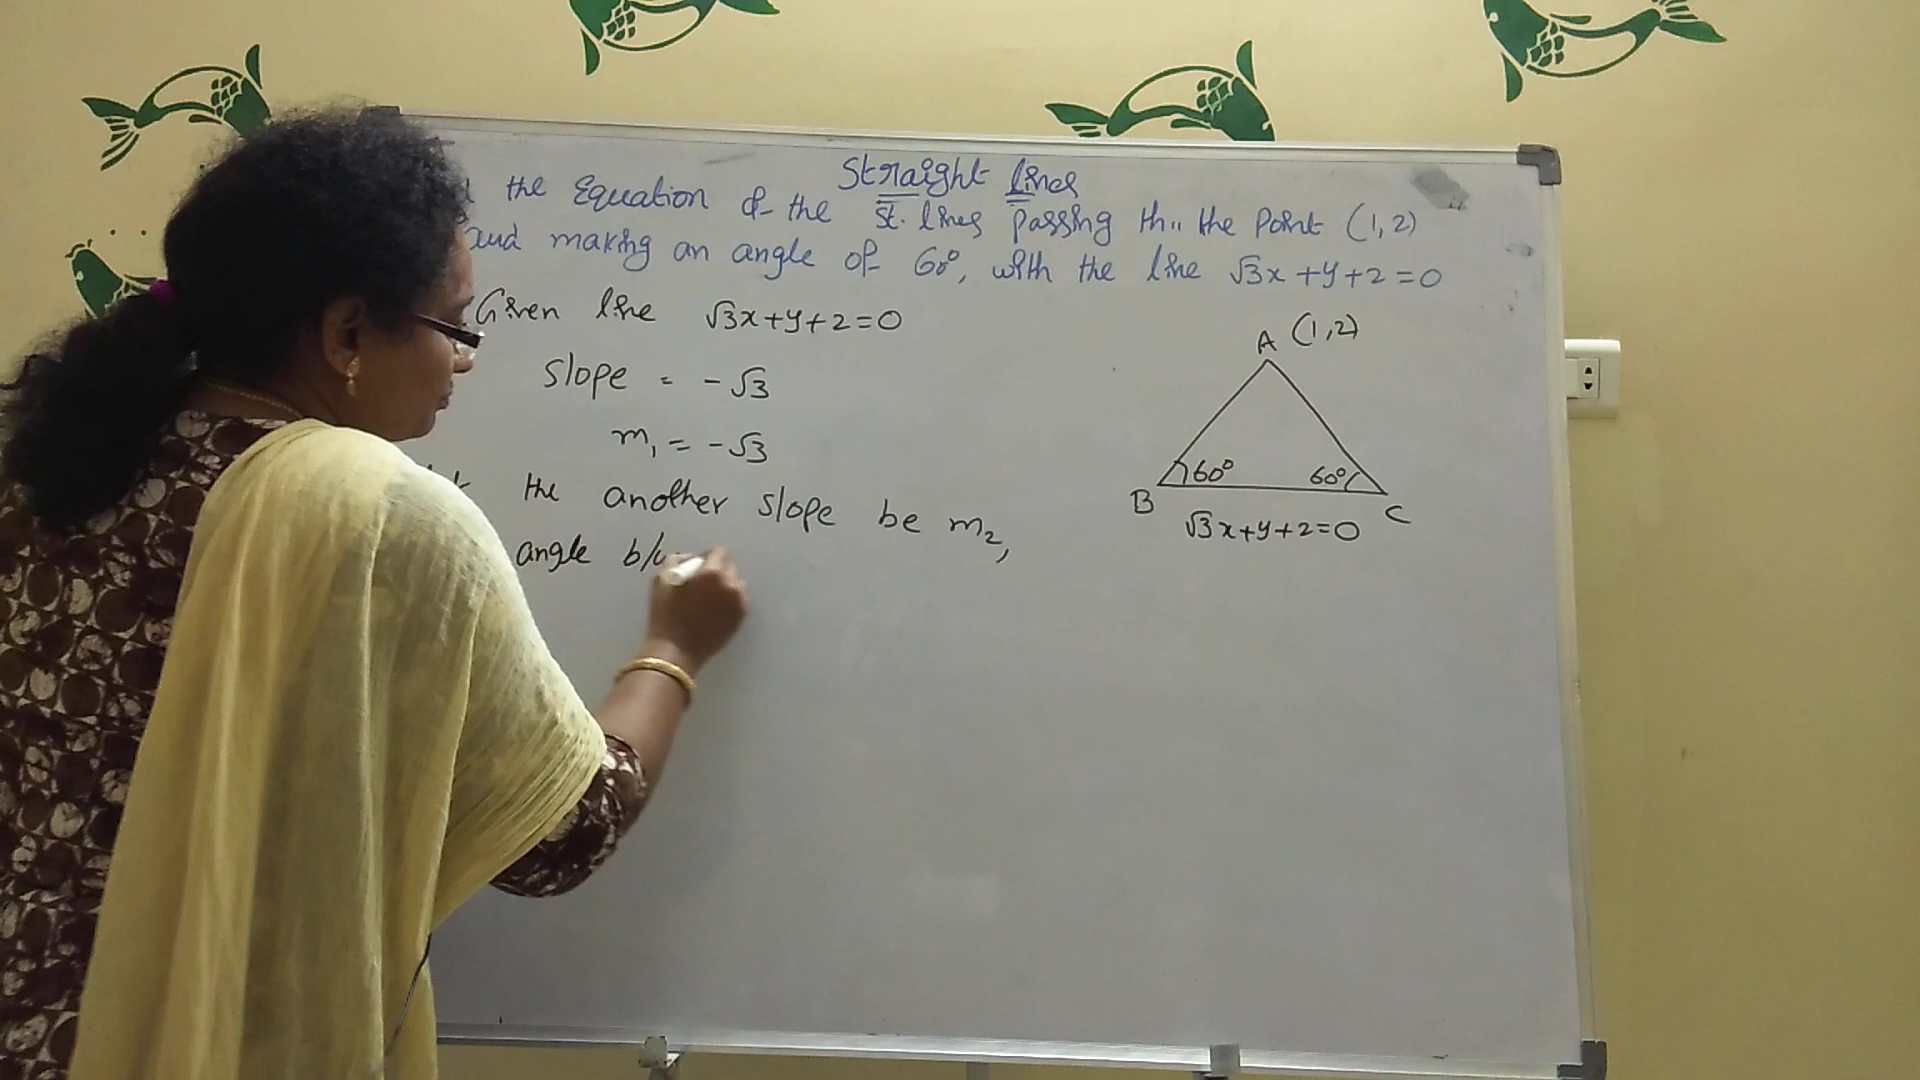 Straight lines
the Equation of the st. lines passing th.. the point (1,2)
and making an angle of 60°, with the line √3x+y+2=0
Given line √3x+y+2=0
slope = -√3
m₁ = -√3
the another slope be m₂,
angle b/w
A (1,2)
60° 60°
B C
√3x+y+2=0